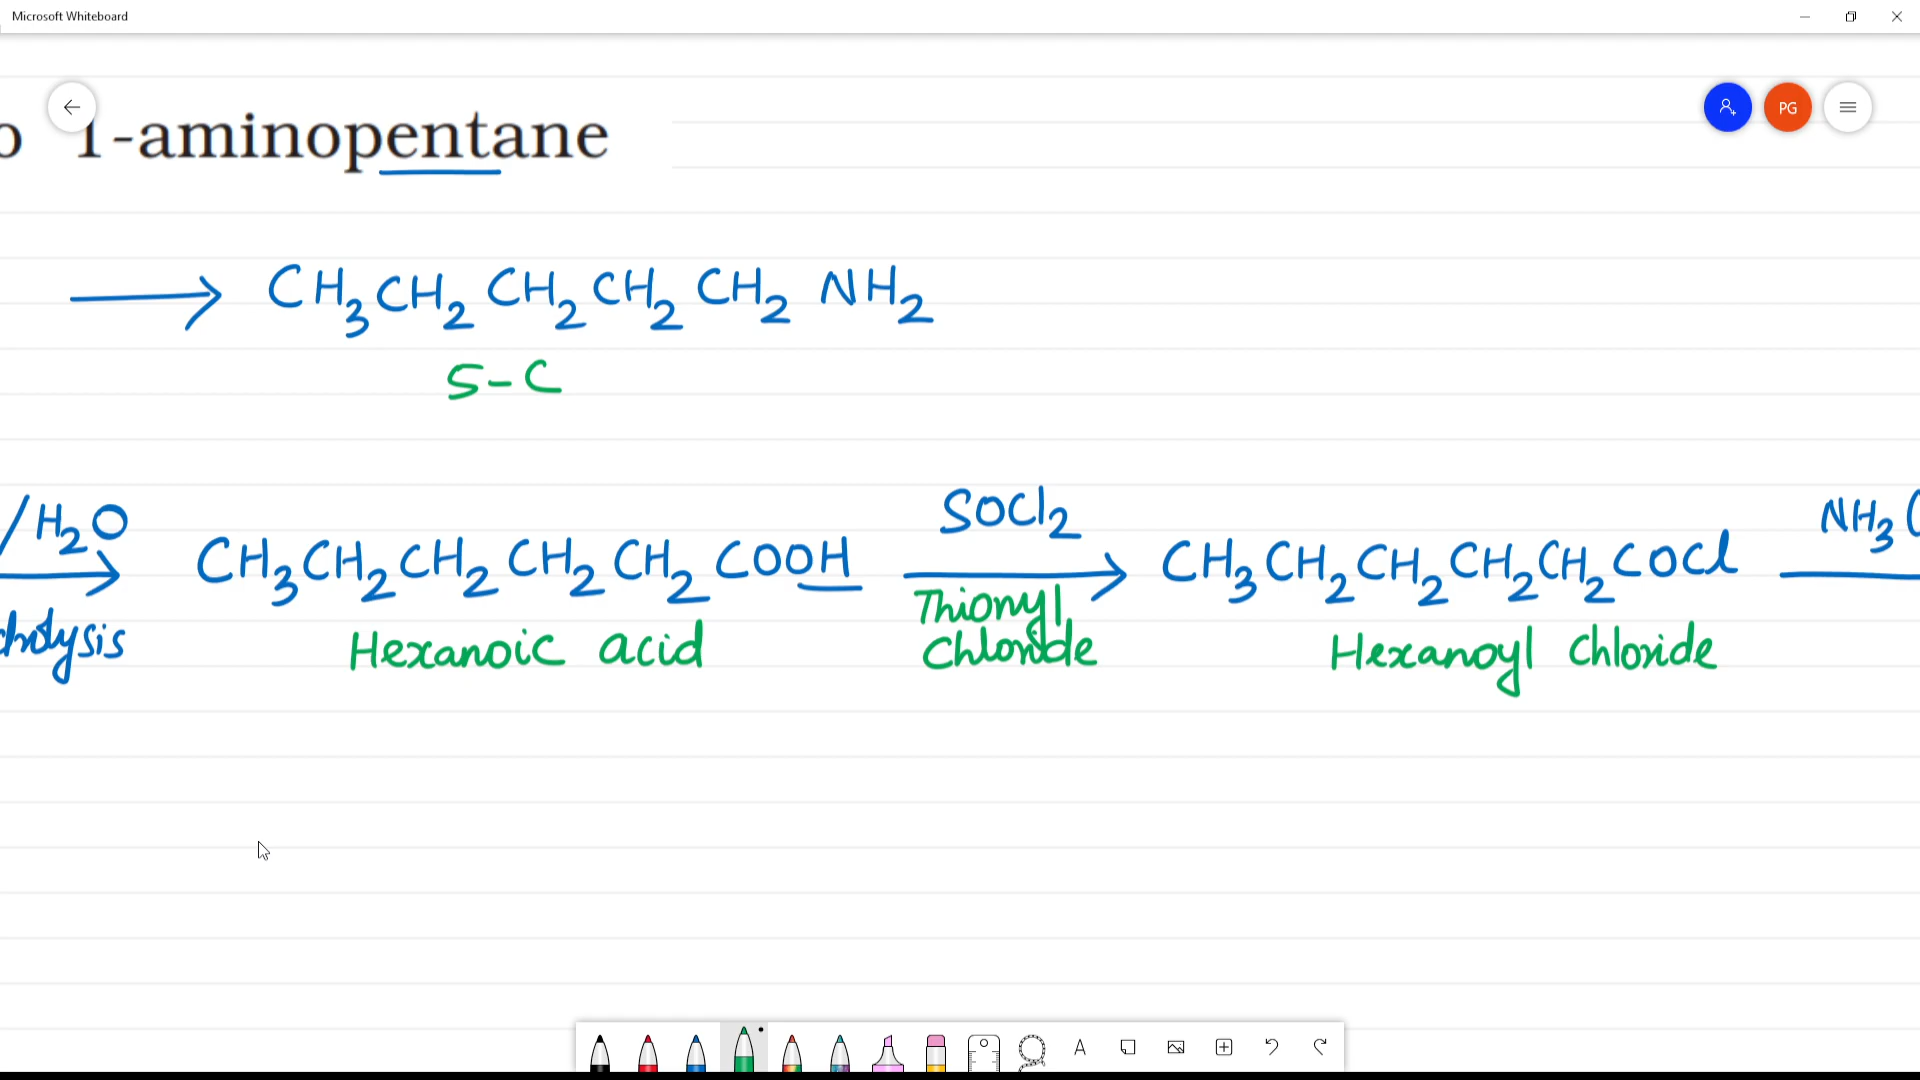 Microsoft Whiteboard
o 1-aminopentane
PG
⟶ CH₃CH₂CH₂CH₂CH₂NH₂
5-C
/H₂O
CH₃CH₂CH₂CH₂CH₂COOH
SOCl₂
CH₃CH₂CH₂CH₂CH₂COCl
NH₃(
Hexanoic acid
Thionyl
Chloride
Hexanoyl Chloride
A